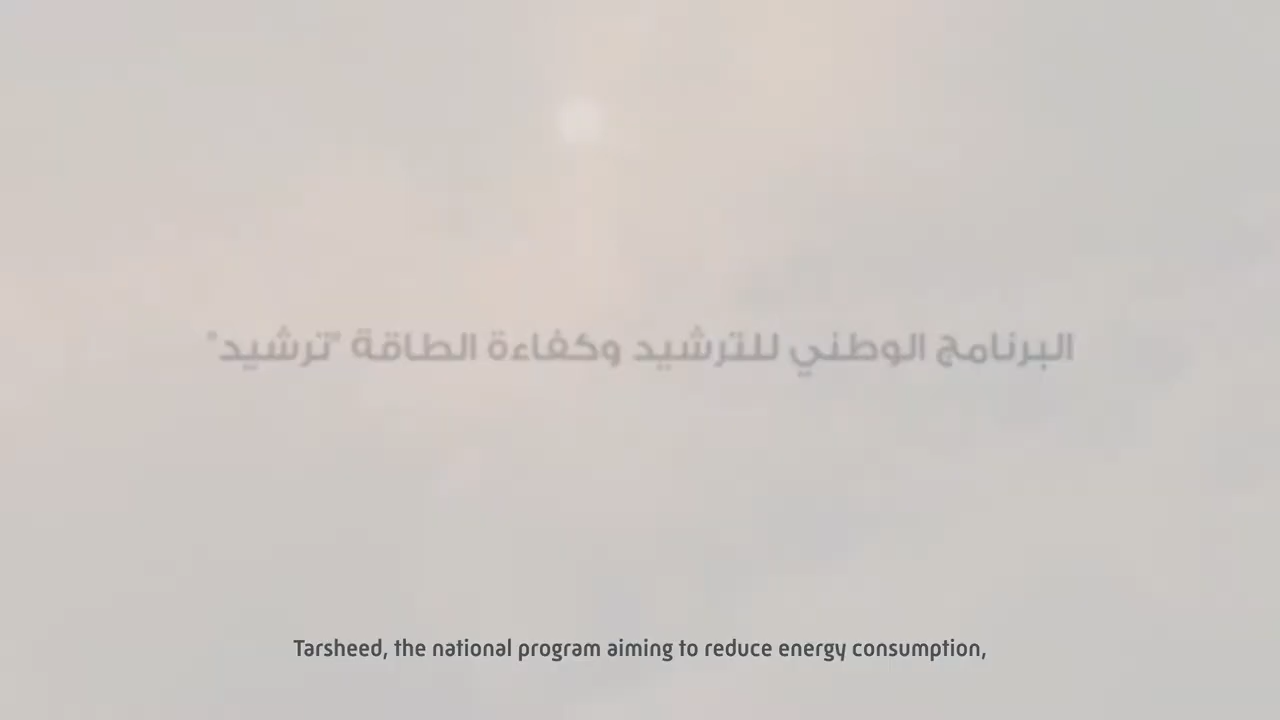 البرنامج الوطني للترشيد وكفاءة الطاقة "ترشيد"
Tarsheed, the national program aiming to reduce energy consumption,